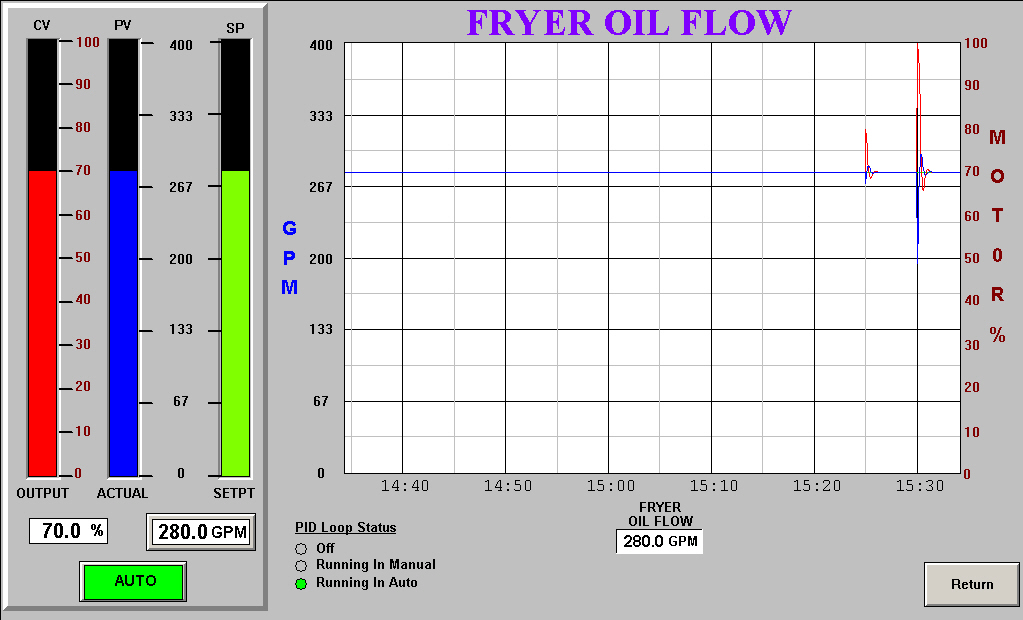 FRYER OIL FLOW
CV PV SP
100
90
80
70
60
50
40
30
20
10
0
400
333
267
200
133
67
0
OUTPUT ACTUAL SETPT
70.0 %
280.0 GPM
AUTO
G
P
M
400
333
267
200
133
67
0
100
90
80
70
60
50
40
30
20
10
0
M
O
T
0
R
%
14:40 14:50 15:00 15:10 15:20 15:30
PID Loop Status
Off
Running In Manual
Running In Auto
FRYER
OIL FLOW
280.0 GPM
Return